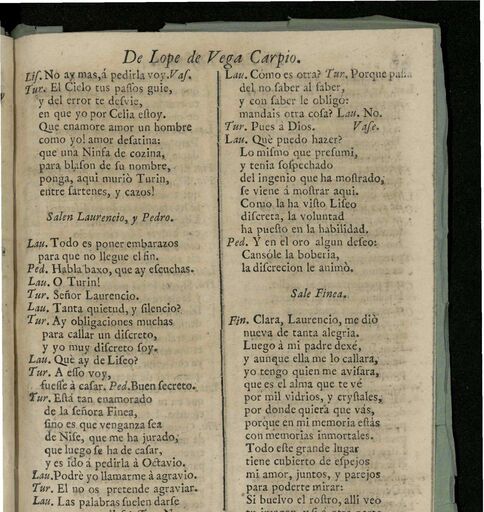 De Lope de Vega Carpio.
Lis. No ay mas, á pedirla voy. Vas.
Tur. El Cielo tus passos guie,
y del error te desvie,
en que yo por Celia estoy.
Que enamore amor un hombre
como yo! amor desatina:
que una Ninfa de cozina,
para blason de su nombre,
ponga, aqui muriò Turin,
entre sartenes, y cazos!
Salen Laurencio, y Pedro.
Lau. Todo es poner embarazos
para que no llegue el fin.
Ped. Habla baxo, que ay escuchas.
Lau. O Turin!
Tur. Señor Laurencio.
Lau. Tanta quietud, y silencio?
Tur. Ay obligaciones muchas
para callar un discreto,
y yo muy discreto soy.
Lau. Què ay de Liseo?
Tur. A esso voy,
fuesse à casar. Ped. Buen secreto.
Tur. Està tan enamorado
de la señora Finea,
sino es que venganza sea
de Nise, que me ha jurado,
que luego se ha de casar,
y es ido à pedirla à Octavio.
Lau. Podrè yo llamarme à agravio.
Tur. El no os pretende agraviar.
Lau. Las palabras suelen darse
Lau. Còmo es otra? Tur. Porque passa
del no saber al saber,
y con saber le obligo:
mandais otra cosa? Lau. No.
Tur. Pues à Dios. Vase.
Lau. Què puedo hazer?
Lo mismo que presumi,
y tenia sospechado
del ingenio que ha mostrado,
se viene à mostrar aqui.
Como la ha visto Liseo
discreta, la voluntad
ha puesto en la habilidad.
Ped. Y en el oro algun deseo:
Cansóle la boberia,
la discrecion le animò.
Sale Finea.
Fin. Clara, Laurencio, me diò
nueva de tanta alegria.
Luego à mi padre dexé,
y aunque ella me lo callara,
yo tengo quien me avisara,
que es el alma que te vé
por mil vidrios, y crystales,
por donde quiera que vàs,
porque en mi memoria estàs
con memorias inmortales.
Todo este grande lugar
tiene cubierto de espejos
mi amor, juntos, y parejos
para poderte mirar:
Si buelvo el rostro, alli veo